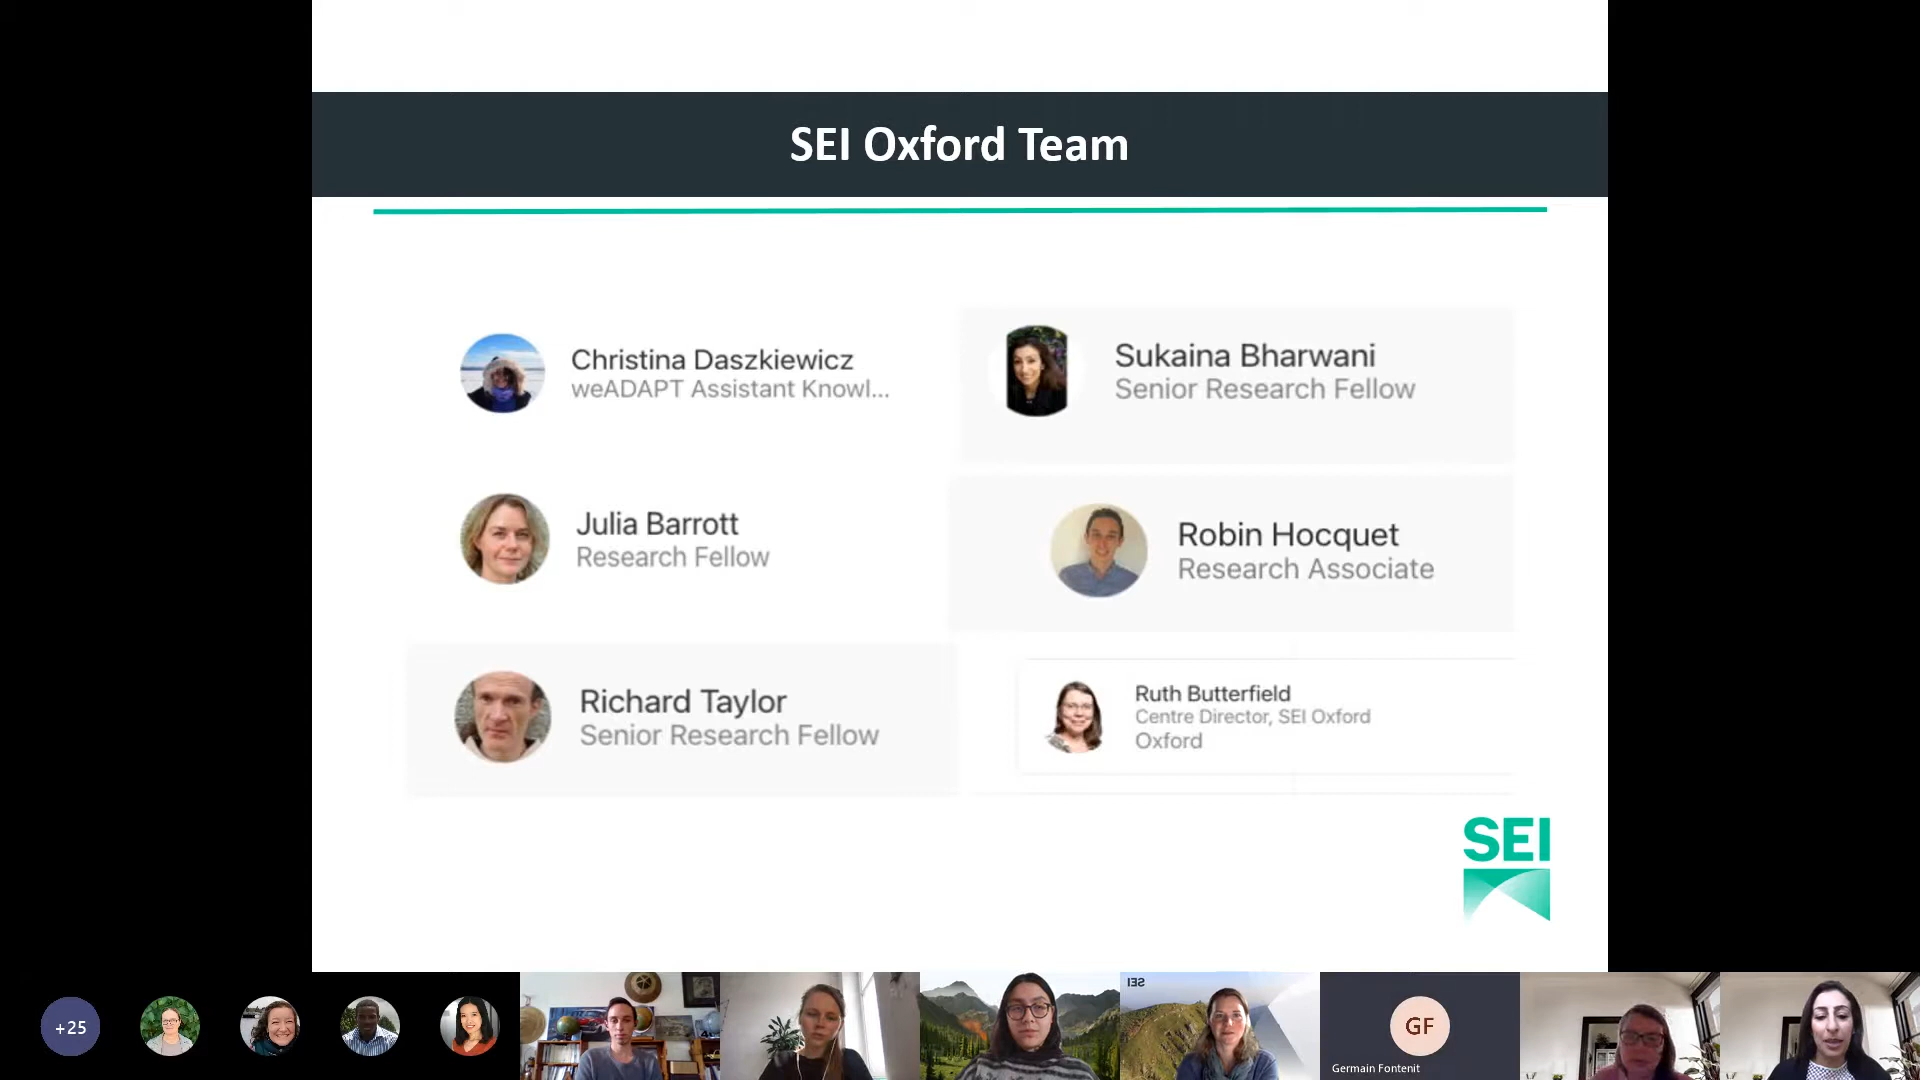 SEI Oxford Team
Christina Daszkiewicz
weADAPT Assistant Knowl...
Sukaina Bharwani
Senior Research Fellow
Julia Barrott
Research Fellow
Robin Hocquet
Research Associate
Richard Taylor
Senior Research Fellow
Ruth Butterfield
Centre Director, SEI Oxford
Oxford
SEI
+25
SEI
GF
Germain Fontenit